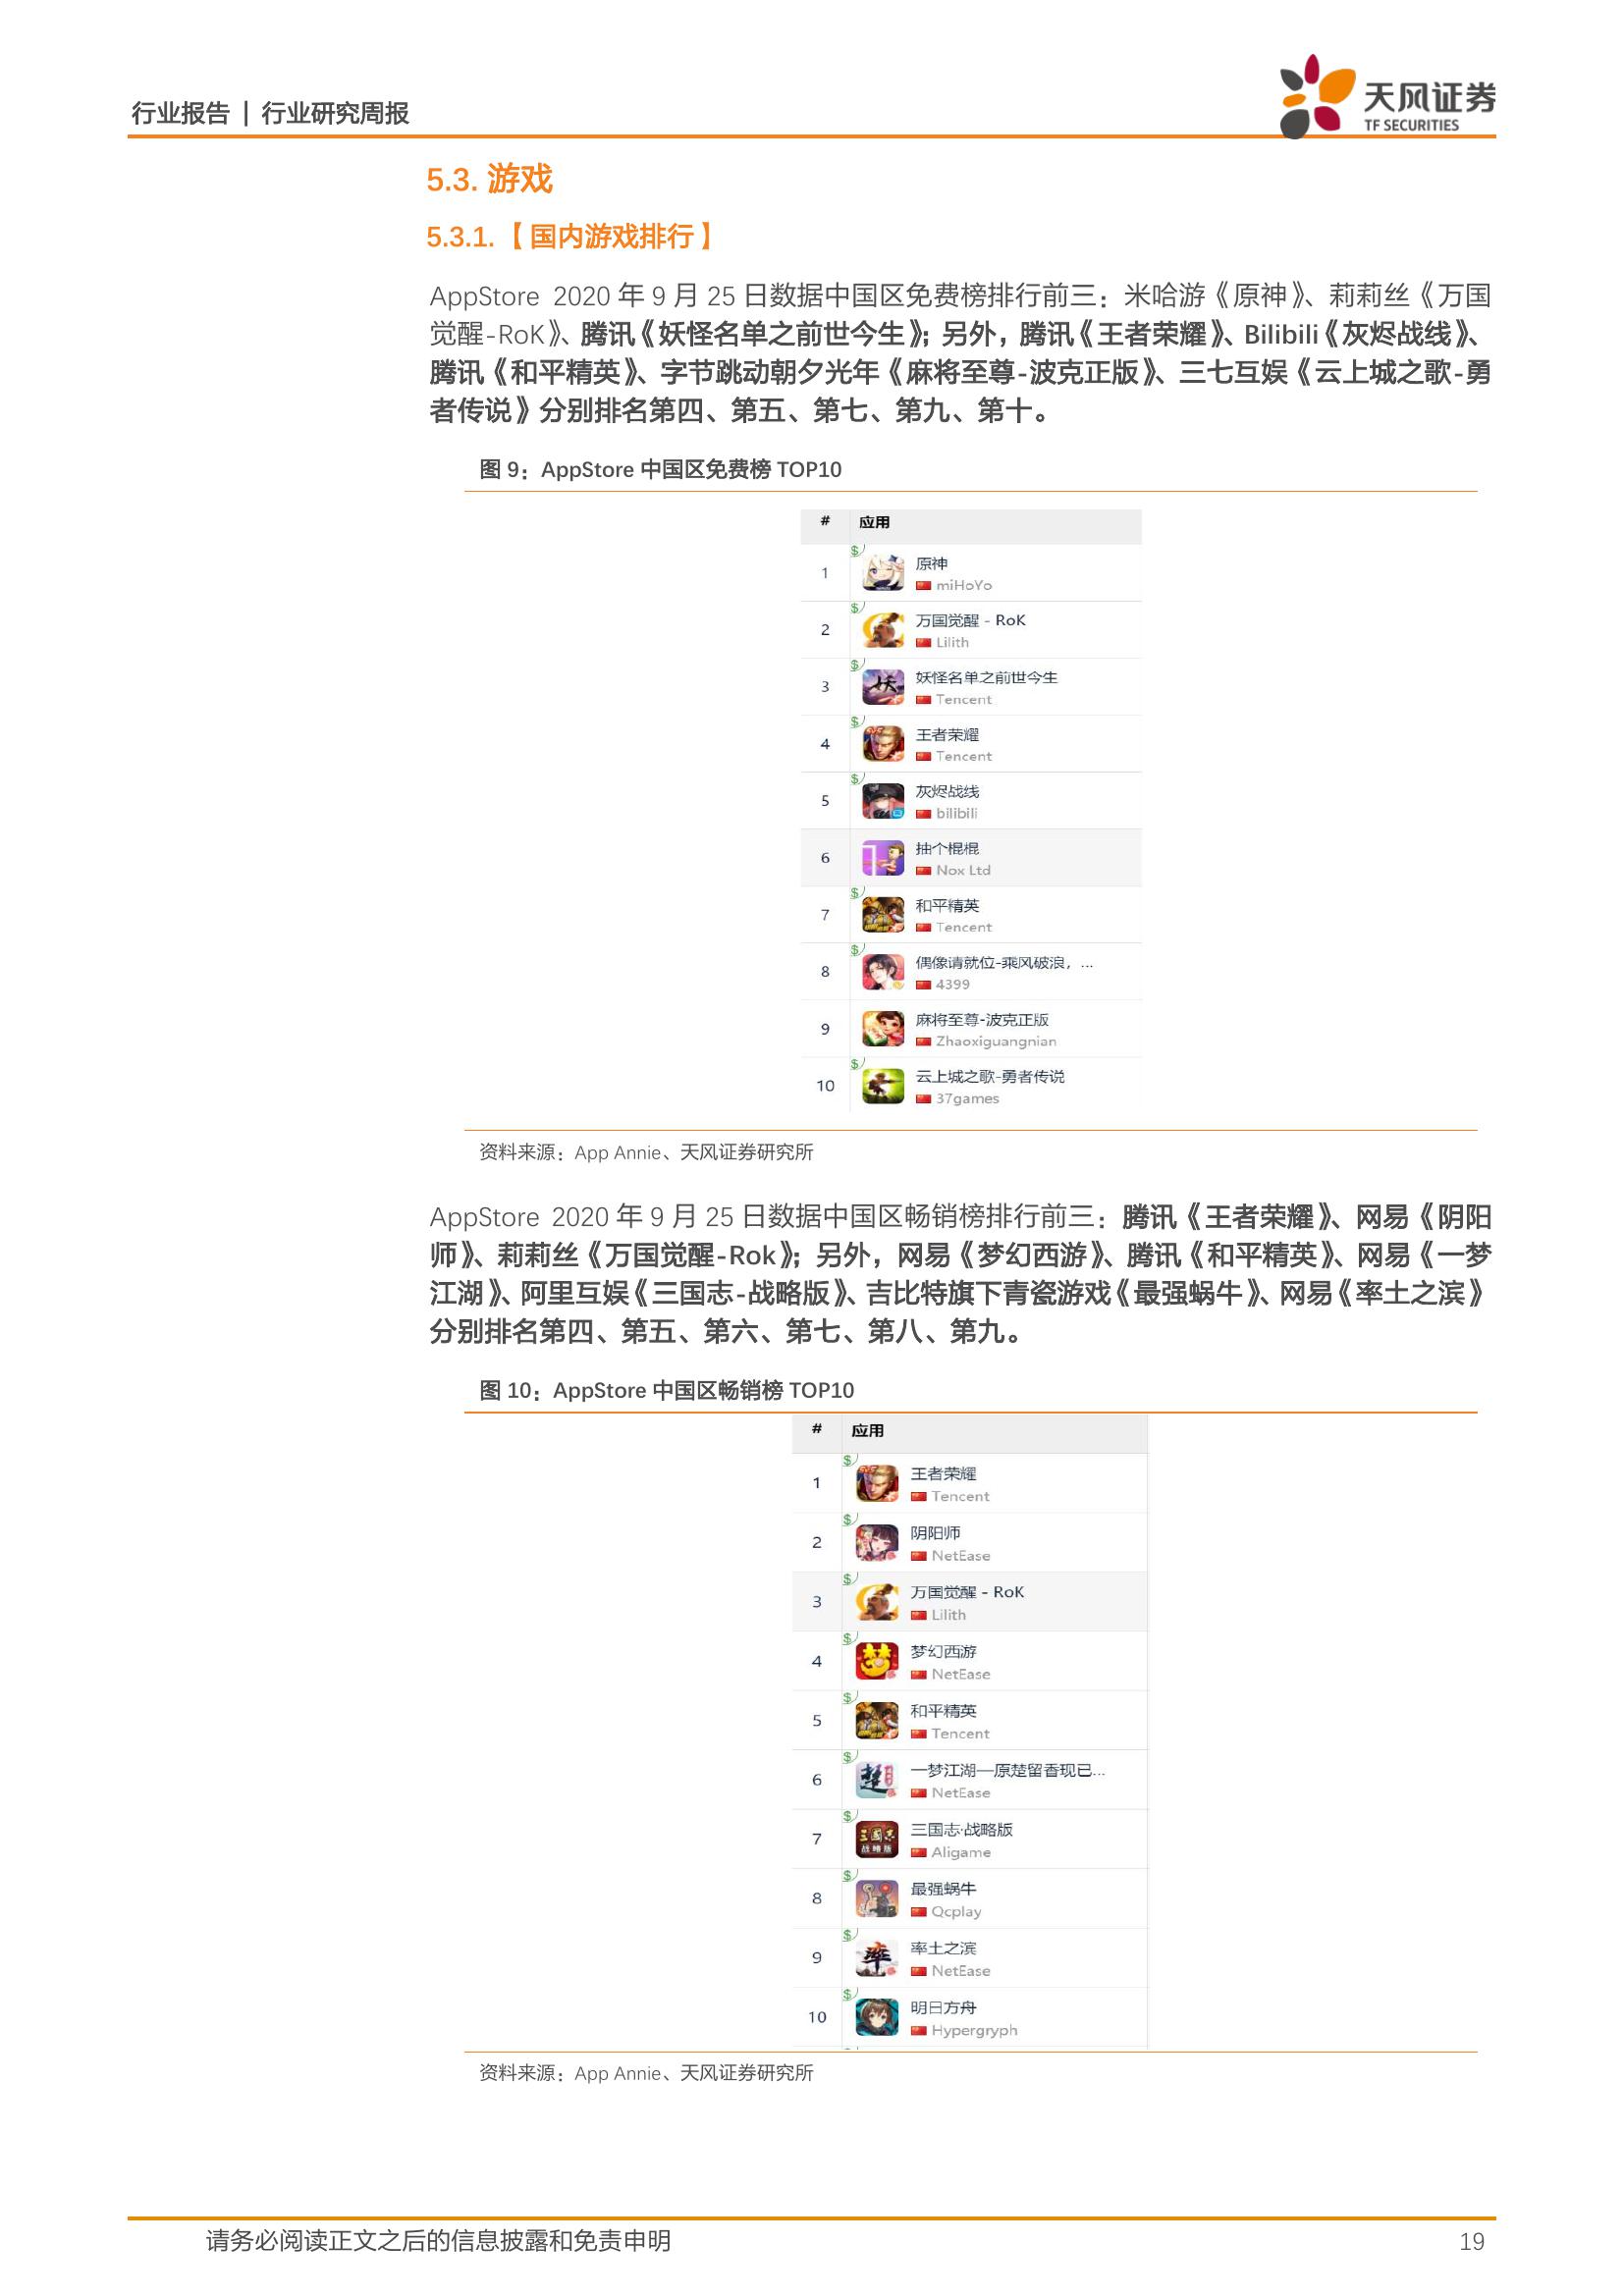 行业报告 | 行业研究周报
天风证券
TF SECURITIES
5.3. 游戏
5.3.1.【国内游戏排行】
AppStore 2020 年 9 月 25 日数据中国区免费榜排行前三：米哈游《原神》、莉莉丝《万国
觉醒-RoK》、腾讯《妖怪名单之前世今生》；另外，腾讯《王者荣耀》、Bilibili《灰烬战线》、
腾讯《和平精英》、字节跳动朝夕光年《麻将至尊-波克正版》、三七互娱《云上城之歌-勇
者传说》分别排名第四、第五、第七、第九、第十。
图 9：AppStore 中国区免费榜 TOP10
# 应用
1 原神
miHoYo
2 万国觉醒 - RoK
Lilith
3 妖怪名单之前世今生
Tencent
4 王者荣耀
Tencent
5 灰烬战线
bilibili
6 抽个棍棍
Nox Ltd
7 和平精英
Tencent
8 偶像请就位-乘风破浪，...
4399
9 麻将至尊-波克正版
Zhaoxiguangnian
10 云上城之歌-勇者传说
37games
资料来源：App Annie、天风证券研究所
AppStore 2020 年 9 月 25 日数据中国区畅销榜排行前三：腾讯《王者荣耀》、网易《阴阳
师》、莉莉丝《万国觉醒-Rok》；另外，网易《梦幻西游》、腾讯《和平精英》、网易《一梦
江湖》、阿里互娱《三国志-战略版》、吉比特旗下青瓷游戏《最强蜗牛》、网易《率土之滨》
分别排名第四、第五、第六、第七、第八、第九。
图 10：AppStore 中国区畅销榜 TOP10
# 应用
1 王者荣耀
Tencent
2 阴阳师
NetEase
3 万国觉醒 - RoK
Lilith
4 梦幻西游
NetEase
5 和平精英
Tencent
6 一梦江湖—原楚留香现已...
NetEase
7 三国志·战略版
Aligame
8 最强蜗牛
Qcplay
9 率土之滨
NetEase
10 明日方舟
Hypergryph
资料来源：App Annie、天风证券研究所
请务必阅读正文之后的信息披露和免责申明
19